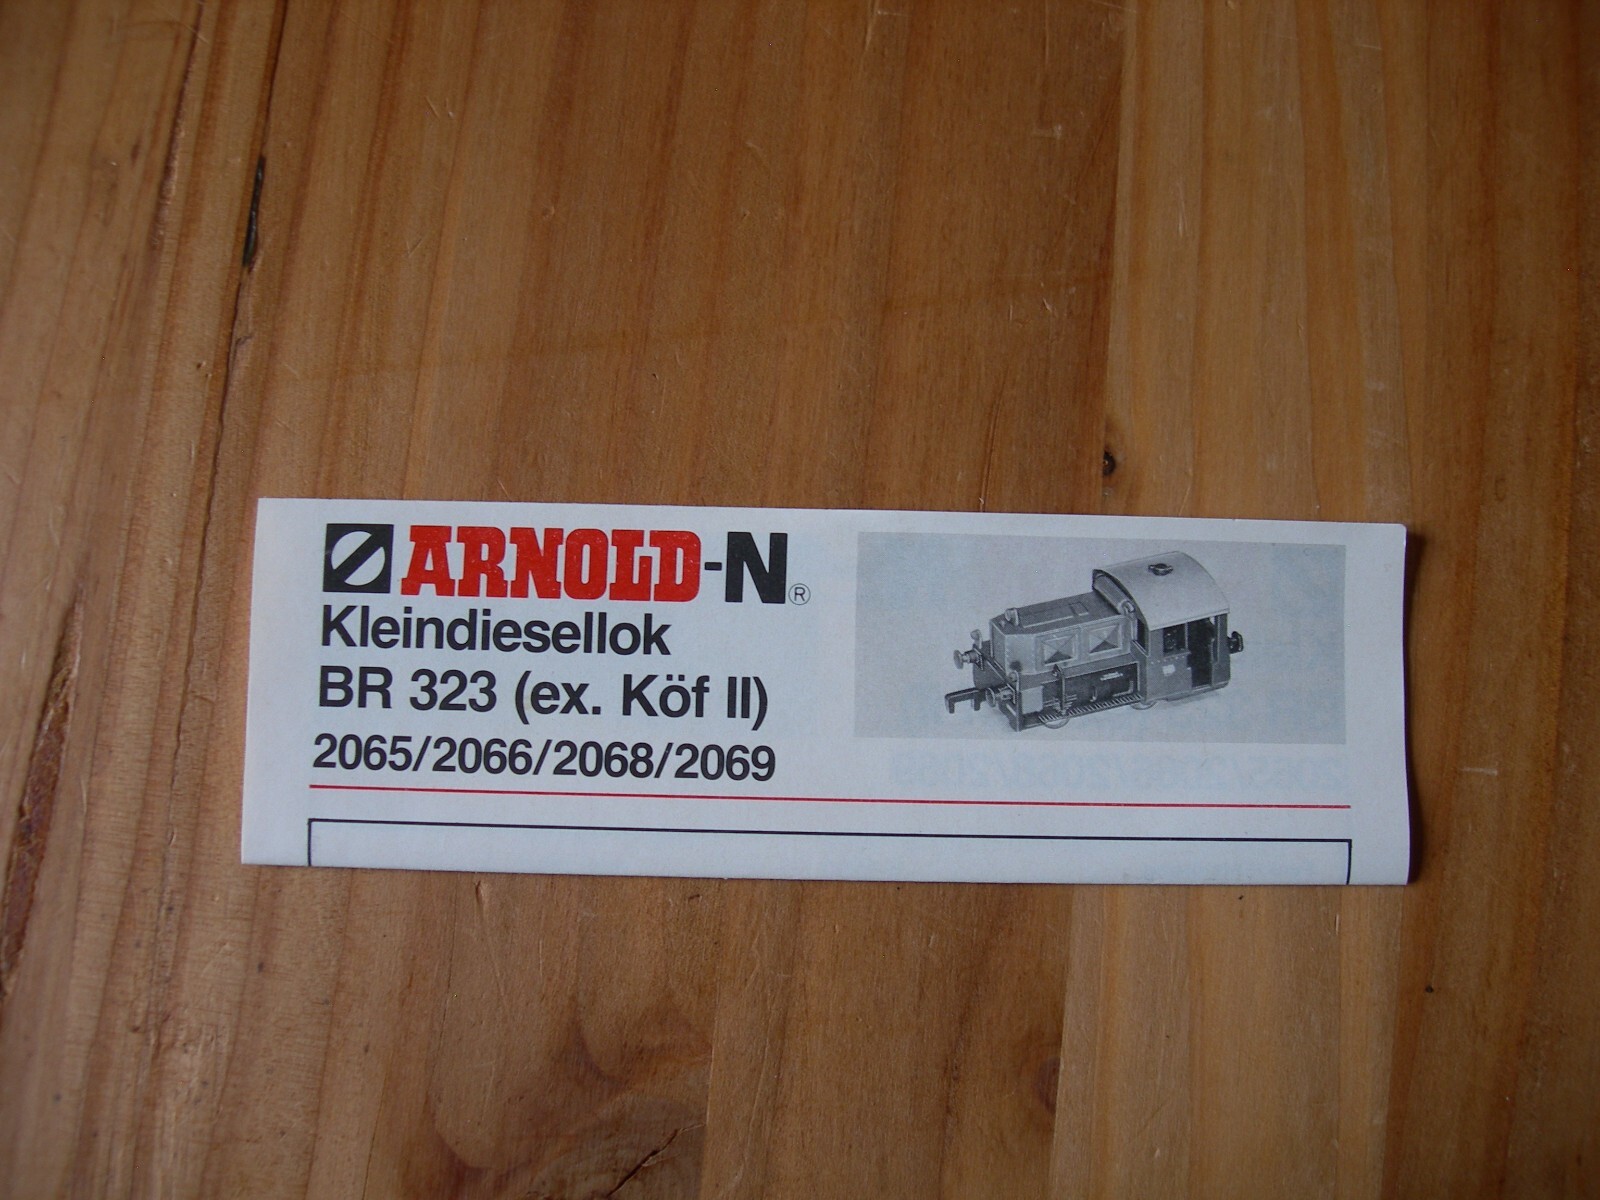 ARNOLD-N®
Kleindiesellok
BR 323 (ex. Köf II)
2065/2066/2068/2069